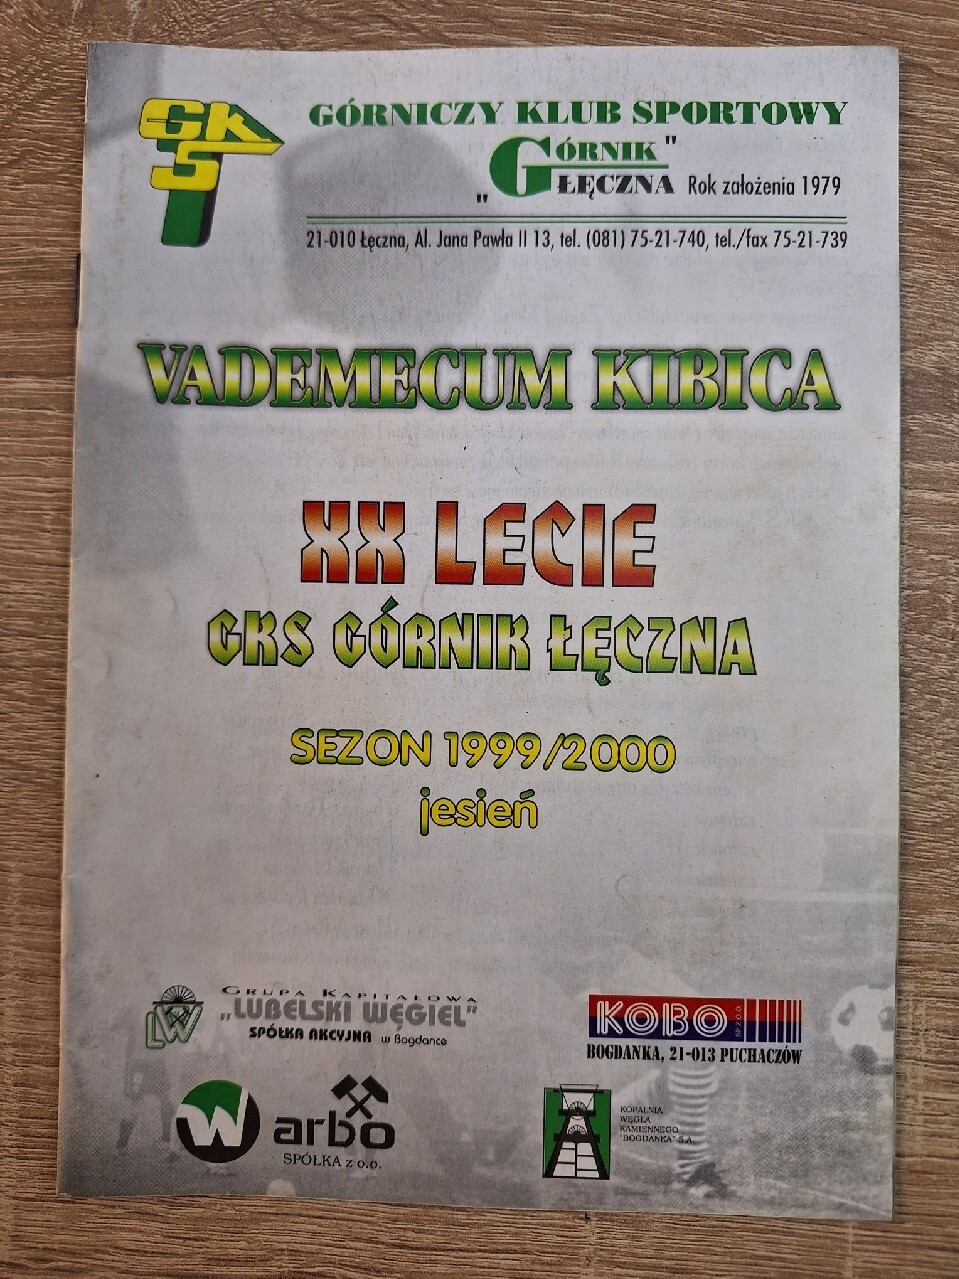 GKS
GÓRNICZY KLUB SPORTOWY
„GÓRNIK"
ŁĘCZNA Rok założenia 1979
21-010 Łęczna, Al. Jana Pawła II 13, tel. (081) 75-21-740, tel./fax 75-21-739
VADEMECUM KIBICA
XX LECIE
GKS GÓRNIK ŁĘCZNA
SEZON 1999/2000
jesień
GRUPA KAPITAŁOWA
„LUBELSKI WĘGIEL"
SPÓŁKA AKCYJNA w Bogdance
LW
KOBO SP. Z O.O.
BOGDANKA, 21-013 PUCHACZÓW
Warbo
SPÓŁKA z o.o.
KOPALNIA
WĘGLA
KAMIENNEGO
"BOGDANKA" S.A.